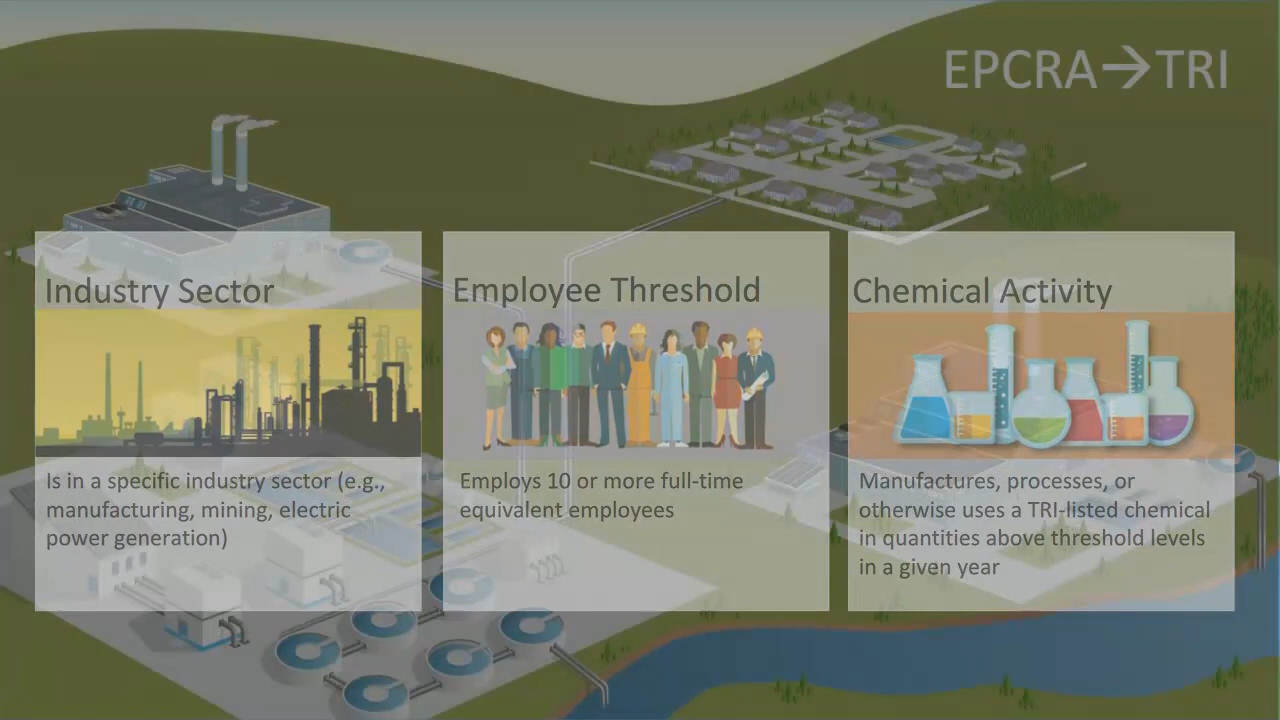 EPCRA→TRI
Industry Sector
Is in a specific industry sector (e.g.,
manufacturing, mining, electric
power generation)
Employee Threshold
Employs 10 or more full-time
equivalent employees
Chemical Activity
Manufactures, processes, or
otherwise uses a TRI-listed chemical
in quantities above threshold levels
in a given year